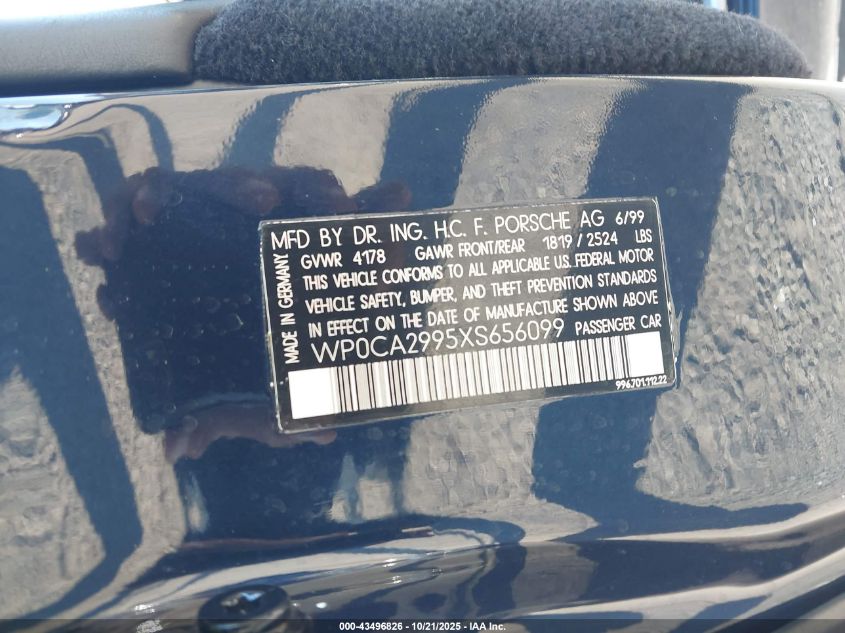 MFD BY DR. ING. H.C. F. PORSCHE AG 6/99
GVWR 4178 GAWR FRONT/REAR 1819 / 2524 LBS
THIS VEHICLE CONFORMS TO ALL APPLICABLE U.S. FEDERAL MOTOR
VEHICLE SAFETY, BUMPER, AND THEFT PREVENTION STANDARDS
IN EFFECT ON THE DATE OF MANUFACTURE SHOWN ABOVE
WP0CA2995XS656099 PASSENGER CAR
MADE IN GERMANY
996.701.112.22
000-43496826 - 10/21/2025 - IAA, Inc.